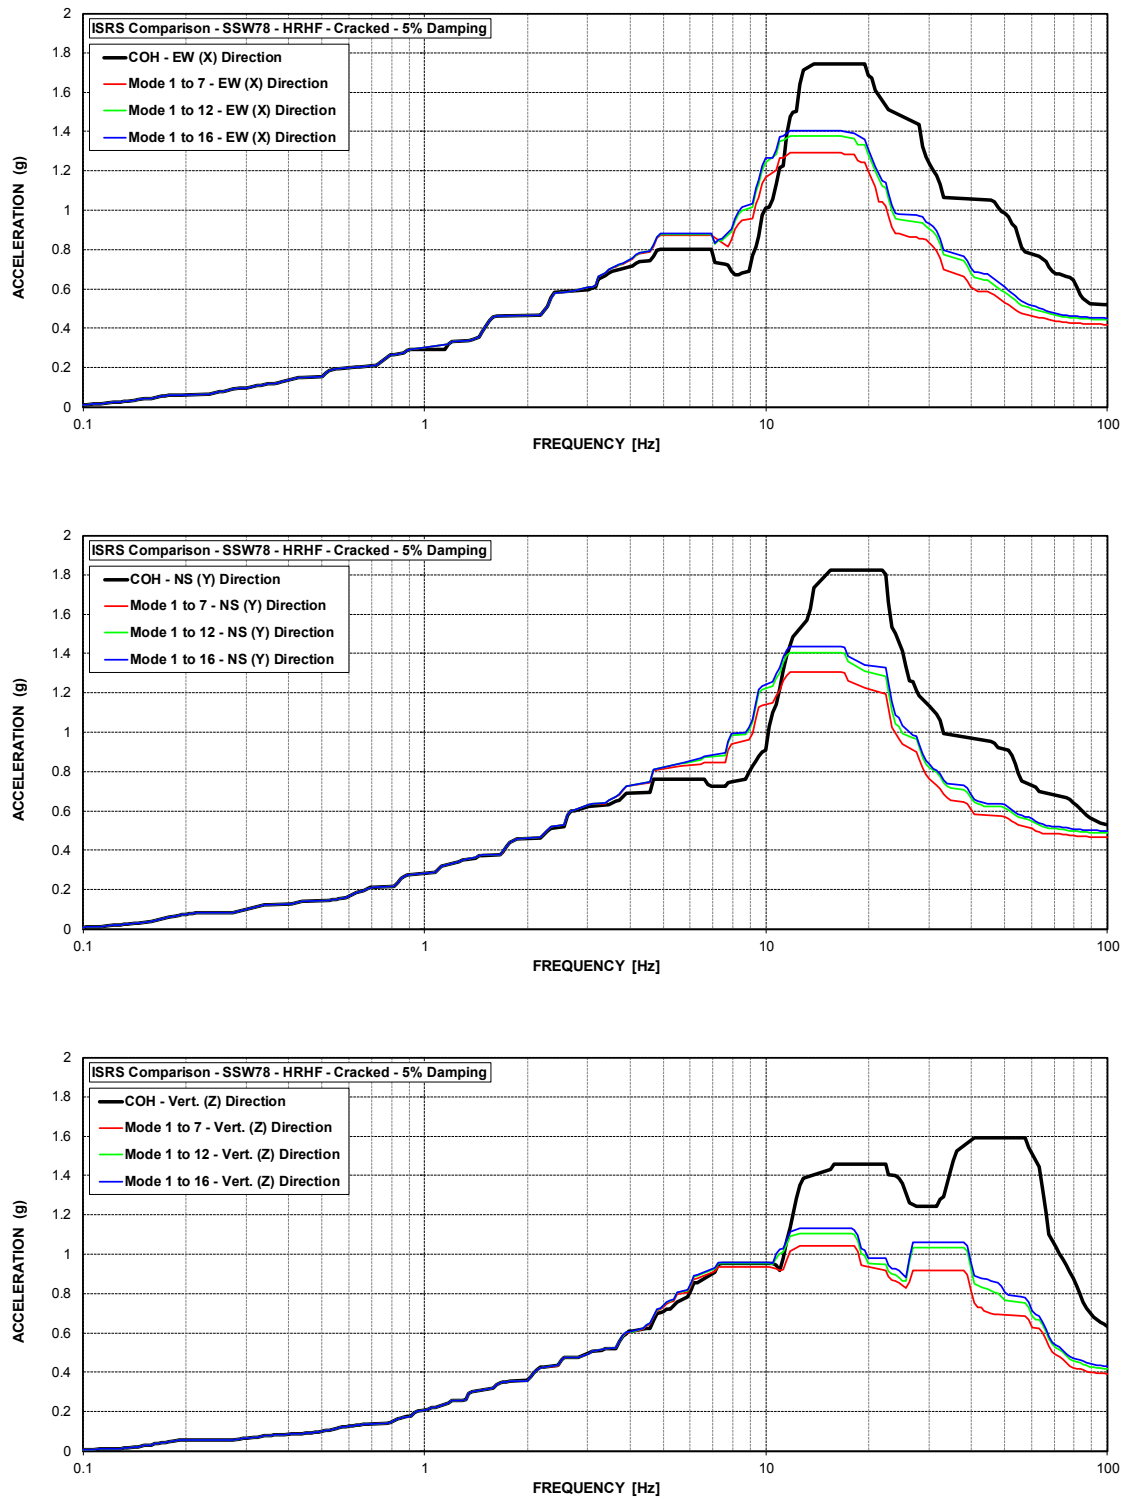 ISRS Comparison - SSW78 - HRHF - Cracked - 5% Damping
COH - EW (X) Direction
Mode 1 to 7 - EW (X) Direction
Mode 1 to 12 - EW (X) Direction
Mode 1 to 16 - EW (X) Direction
2
1.8
1.6
1.4
1.2
1
0.8
0.6
0.4
0.2
0
ACCELERATION (g)
0.1 1 10 100
FREQUENCY [Hz]
ISRS Comparison - SSW78 - HRHF - Cracked - 5% Damping
COH - NS (Y) Direction
Mode 1 to 7 - NS (Y) Direction
Mode 1 to 12 - NS (Y) Direction
Mode 1 to 16 - NS (Y) Direction
2
1.8
1.6
1.4
1.2
1
0.8
0.6
0.4
0.2
0
ACCELERATION (g)
0.1 1 10 100
FREQUENCY [Hz]
ISRS Comparison - SSW78 - HRHF - Cracked - 5% Damping
COH - Vert. (Z) Direction
Mode 1 to 7 - Vert. (Z) Direction
Mode 1 to 12 - Vert. (Z) Direction
Mode 1 to 16 - Vert. (Z) Direction
2
1.8
1.6
1.4
1.2
1
0.8
0.6
0.4
0.2
0
ACCELERATION (g)
0.1 1 10 100
FREQUENCY [Hz]